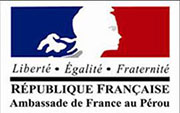 Liberté • Égalité • Fraternité
RÉPUBLIQUE FRANÇAISE
Ambassade de France au Pérou